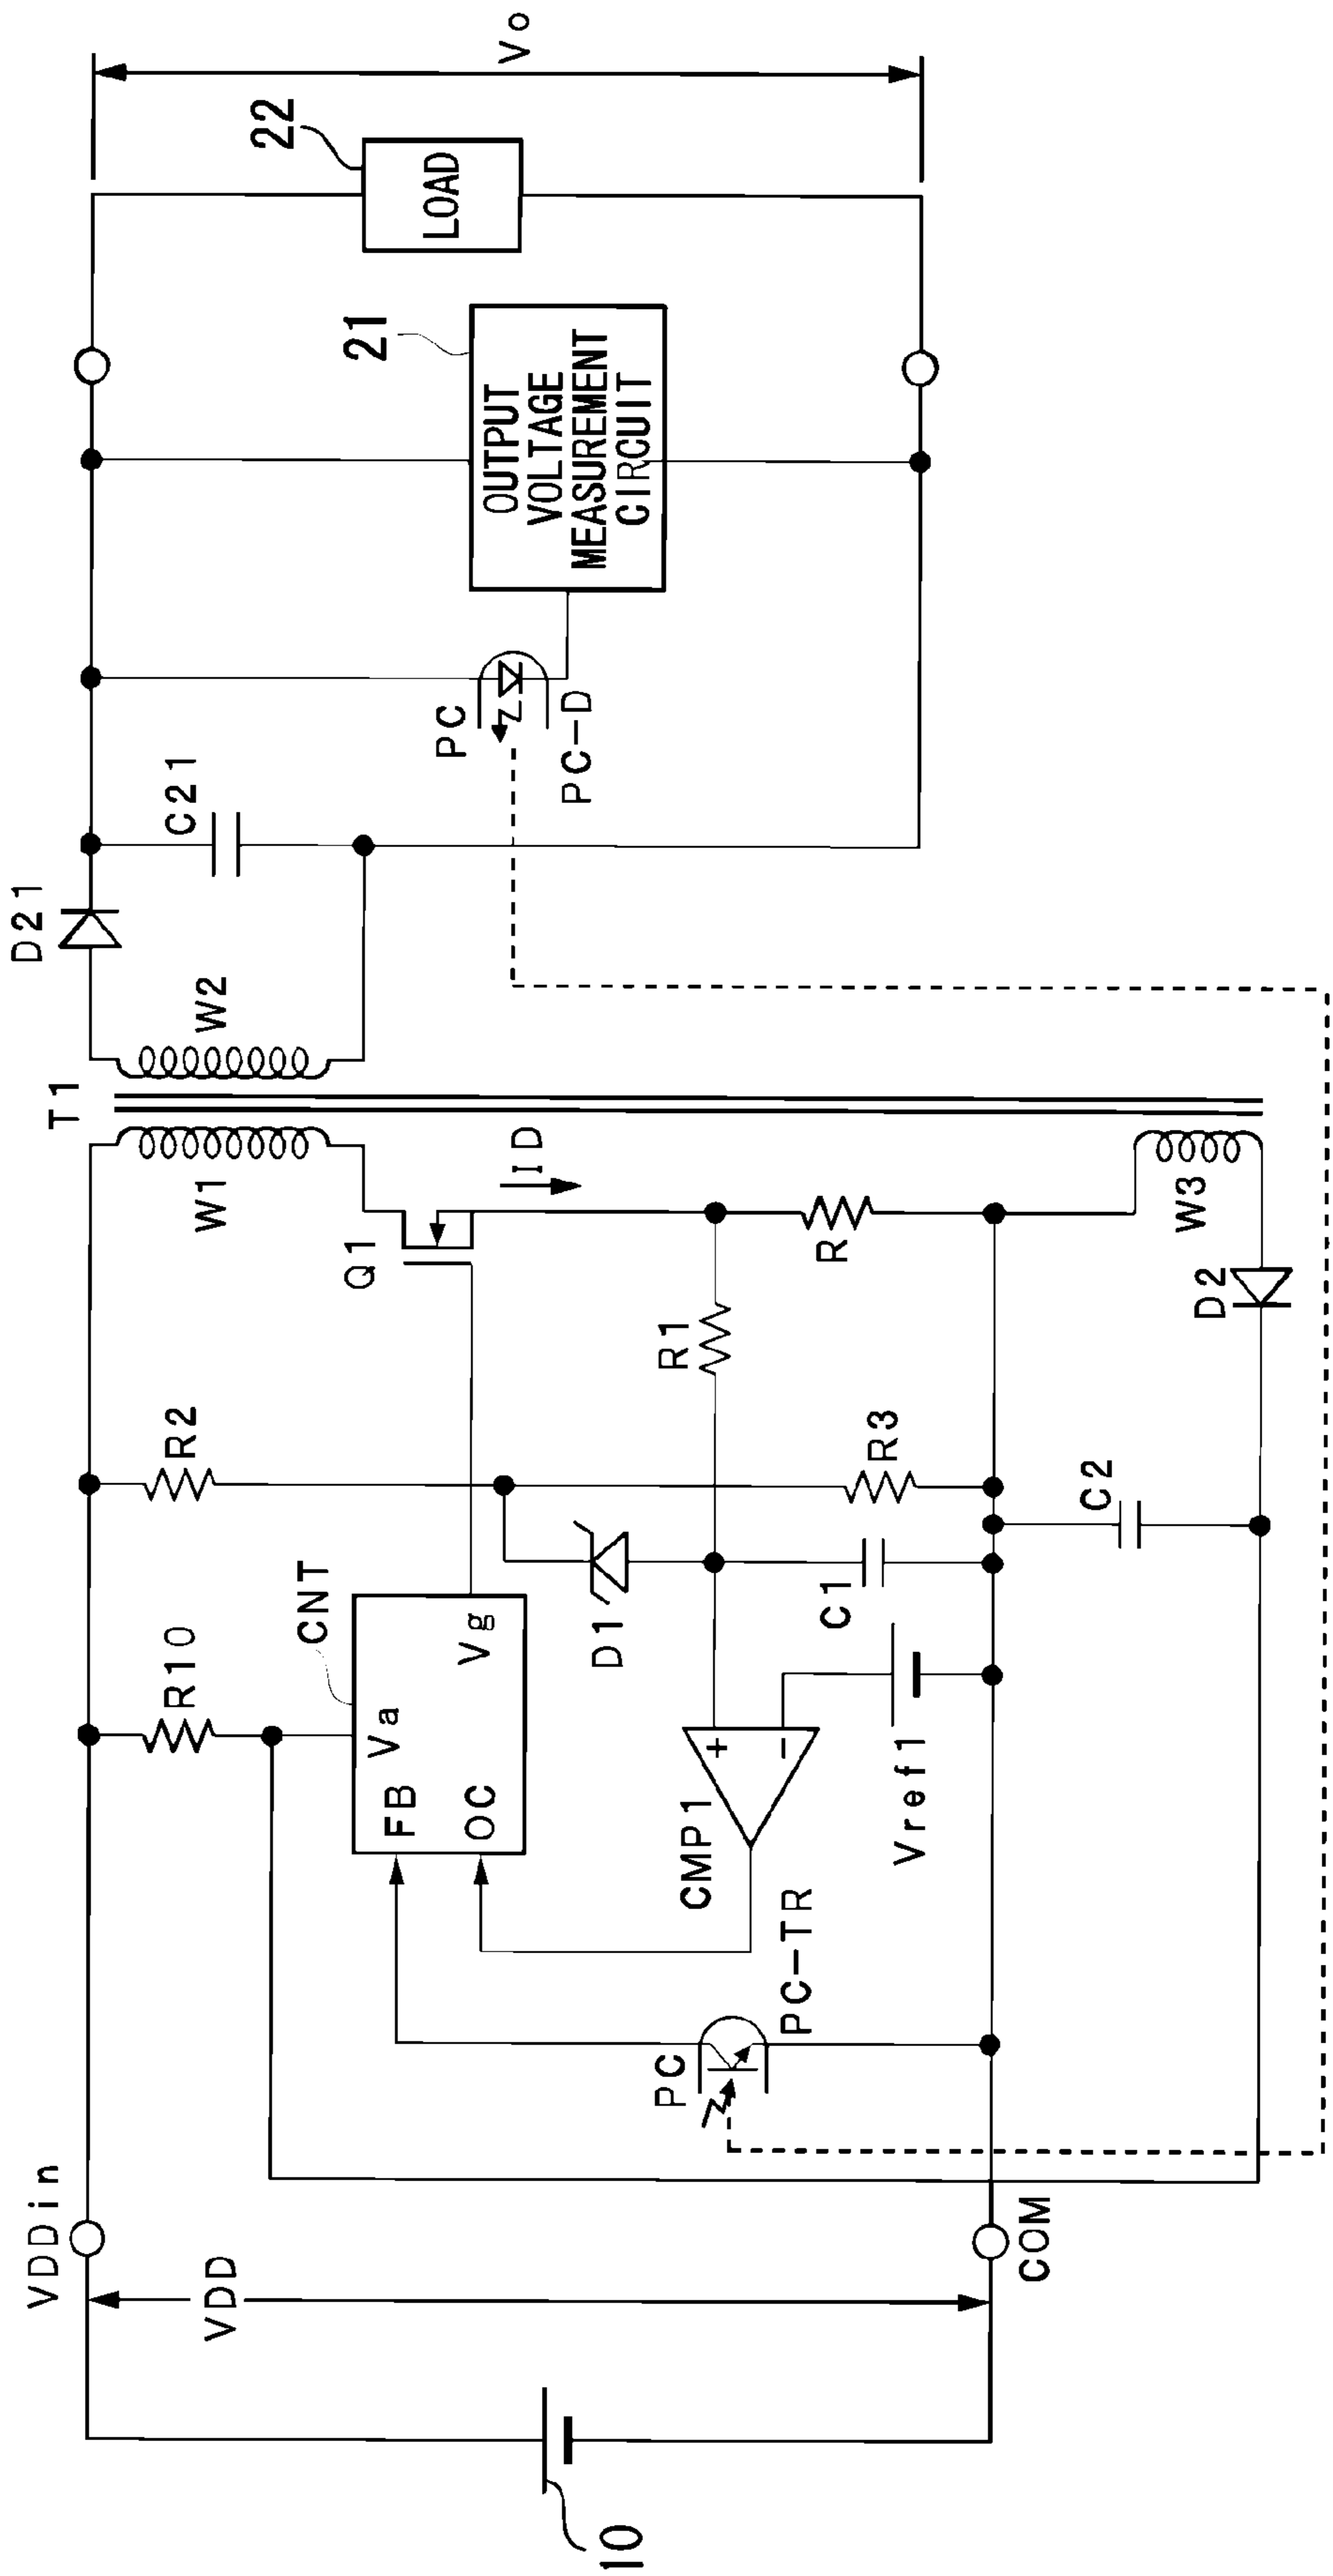 VDDin
VDD
10
COM
R10
R2
CNT
Va
FB
OC
Vg
Q1
W1
T1
W2
D21
C21
ID
D1
R1
R
R3
C1
CMP1
+
-
Vref1
PC
PC-TR
C2
D2
W3
PC
PC-D
21
OUTPUT
VOLTAGE
MEASUREMENT
CIRCUIT
22
LOAD
Vo